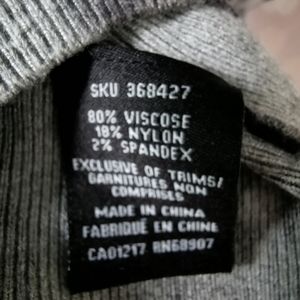 SKU 368427
80% VISCOSE
18% NYLON
2% SPANDEX
EXCLUSIVE OF TRIMS/
GARNITURES NON
COMPRISES
MADE IN CHINA
FABRIQUÉ EN CHINE
CA01217 RN68907